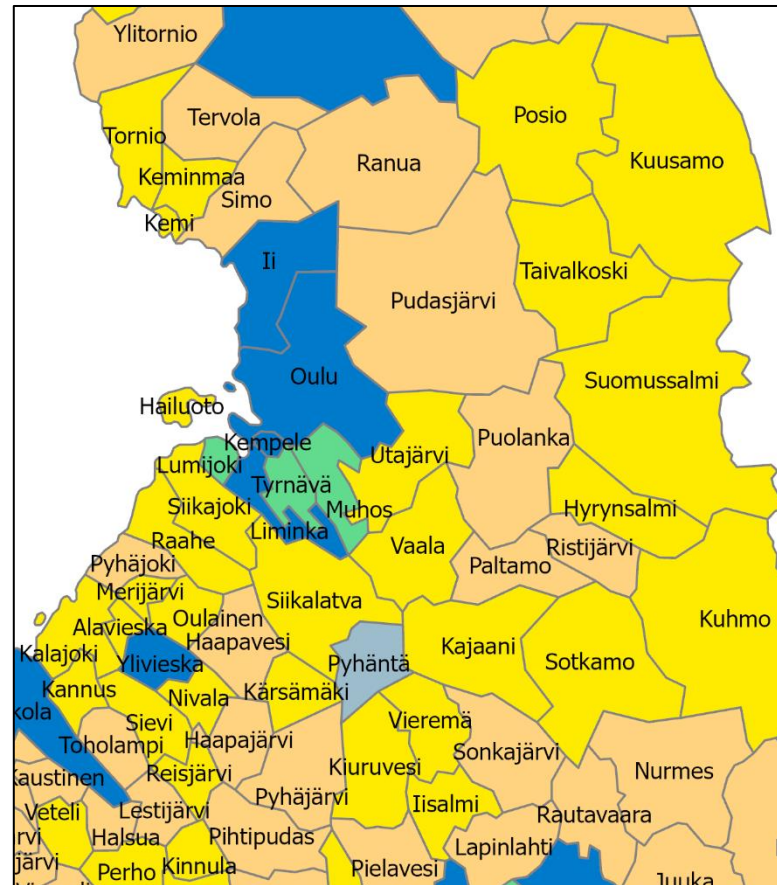 Ylitornio
Tervola
Posio
Tornio
Ranua
Kuusamo
Keminmaa
Simo
Kemi
Ii
Taivalkoski
Pudasjärvi
Oulu
Suomussalmi
Hailuoto
Kempele
Puolanka
Lumijoki
Utajärvi
Tyrnävä
Siikajoki
Muhos
Hyrynsalmi
Liminka
Raahe
Vaala
Ristijärvi
Pyhäjoki
Paltamo
Merijärvi
Siikalatva
Oulainen
Kuhmo
Alavieska
Haapavesi
Kajaani
Kalajoki
Ylivieska
Pyhäntä
Sotkamo
Kannus
Nivala
Kärsämäki
kola
Sievi
Vieremä
Toholampi
Haapajärvi
Sonkajärvi
Kaustinen
Reisjärvi
Kiuruvesi
Nurmes
Pyhäjärvi
Iisalmi
Veteli
Lestijärvi
Rautavaara
rvi
Halsua
Pihtipudas
Lapinlahti
järvi
Perho
Kinnula
Pielavesi
Juuka